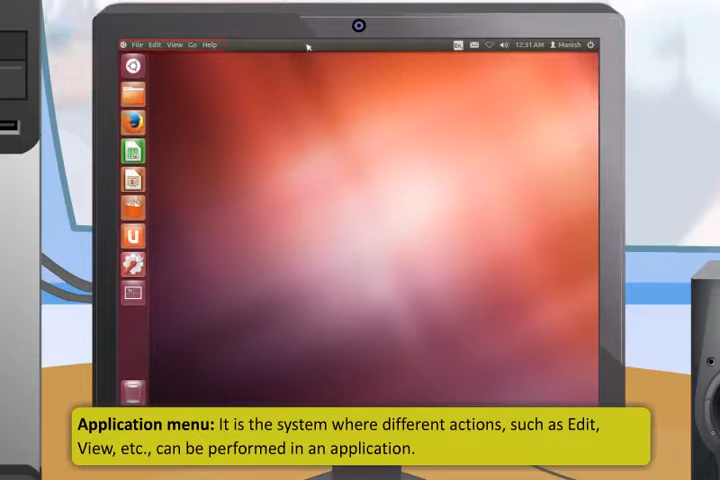 File Edit View Go Help
En 12:31 AM Manish
Application menu: It is the system where different actions, such as Edit,
View, etc., can be performed in an application.